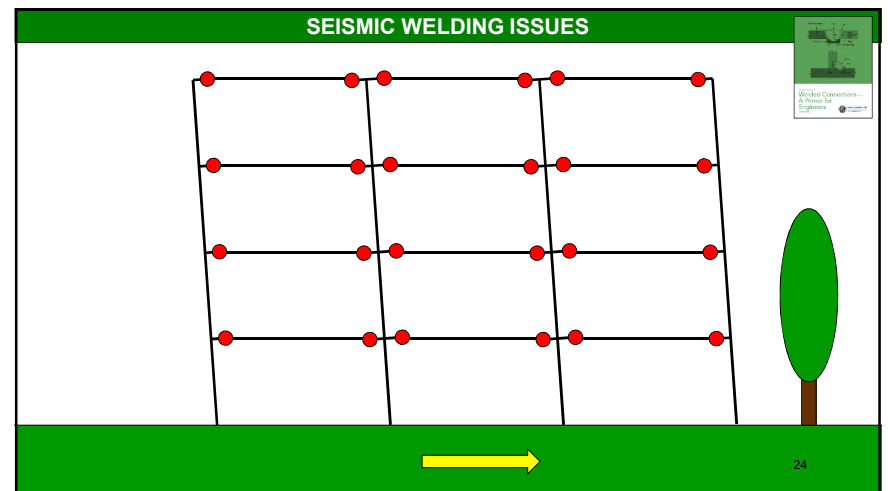 SEISMIC WELDING ISSUES
Welded Connections—
A Primer for
Engineers
24